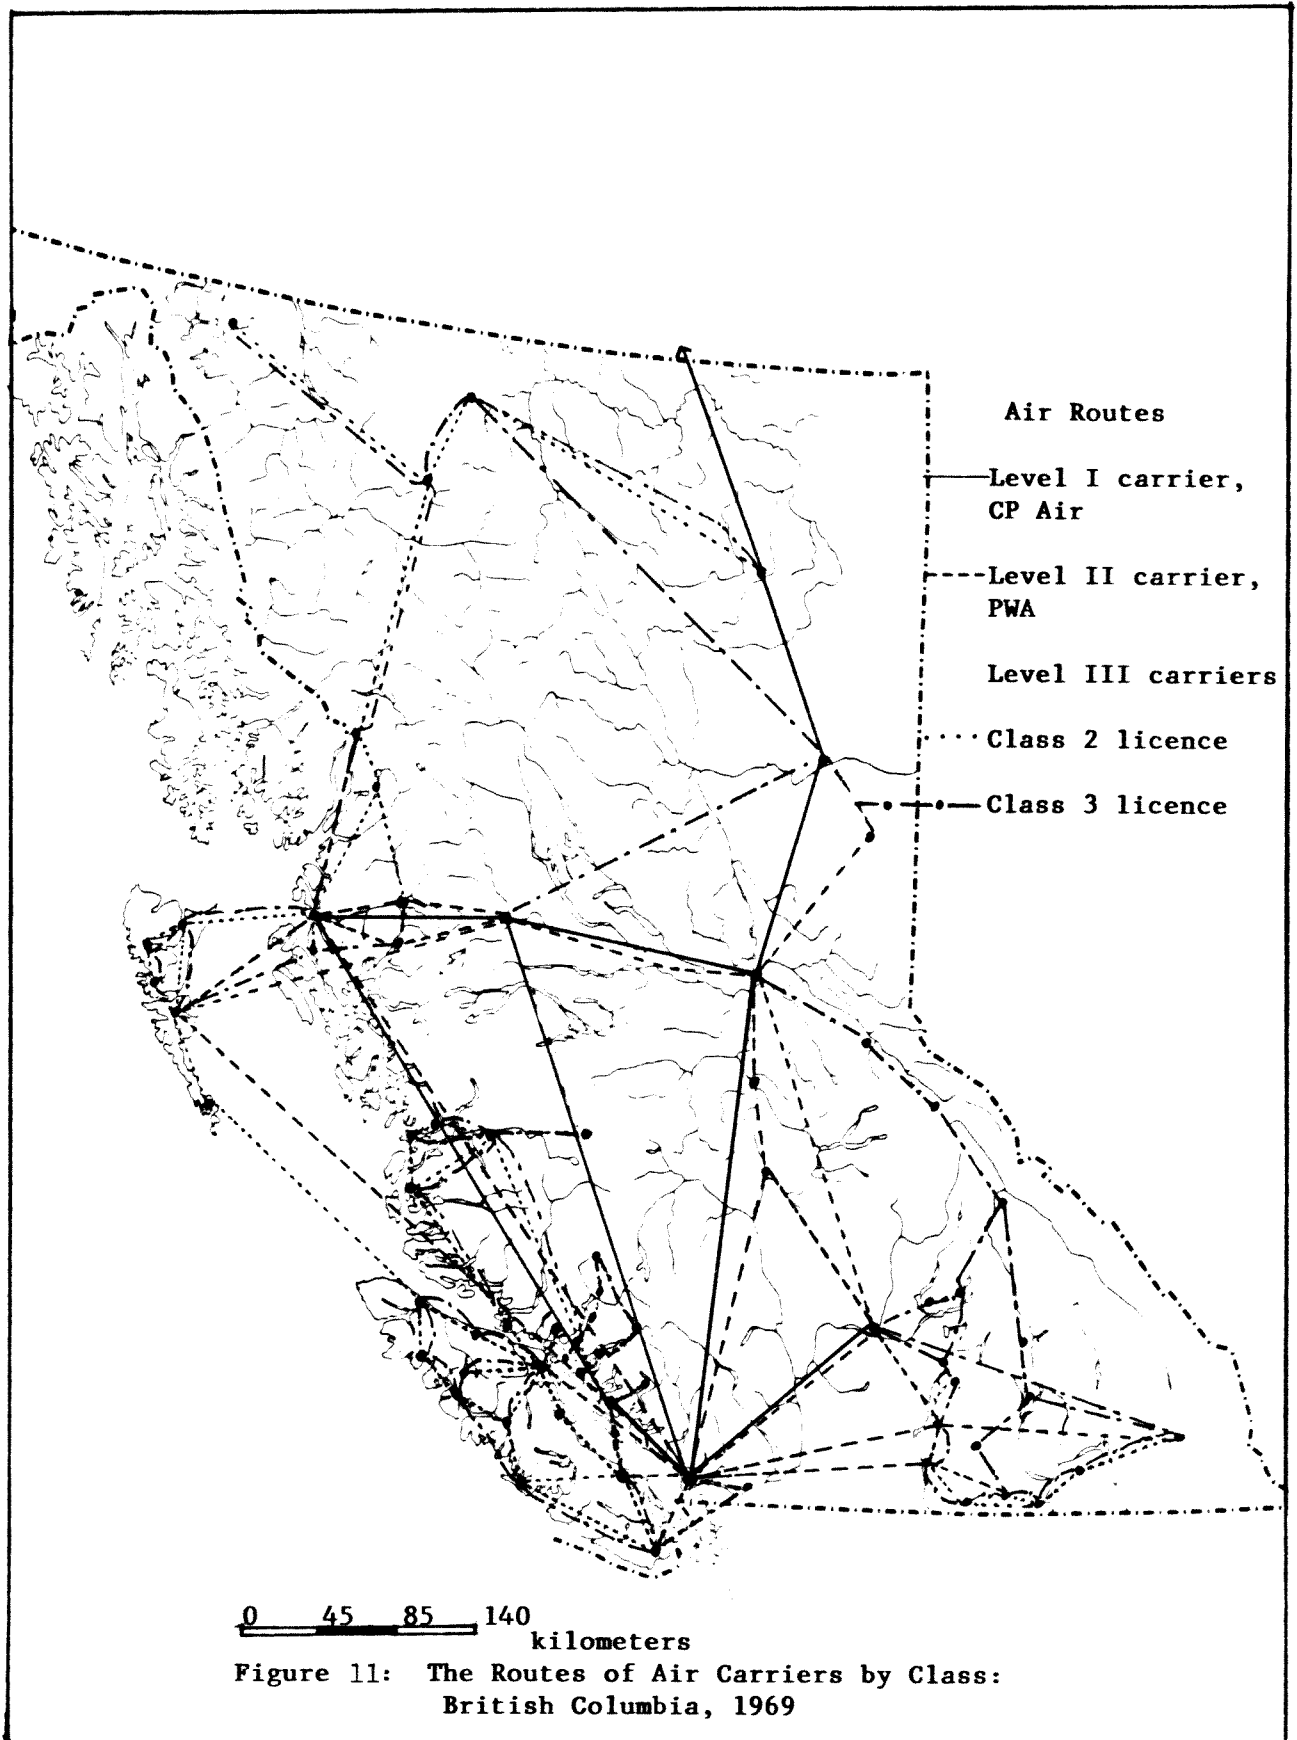 Air Routes
Level I carrier,
CP Air
Level II carrier,
PWA
Level III carriers
Class 2 licence
Class 3 licence
0 45 85 140
kilometers
Figure 11: The Routes of Air Carriers by Class:
British Columbia, 1969